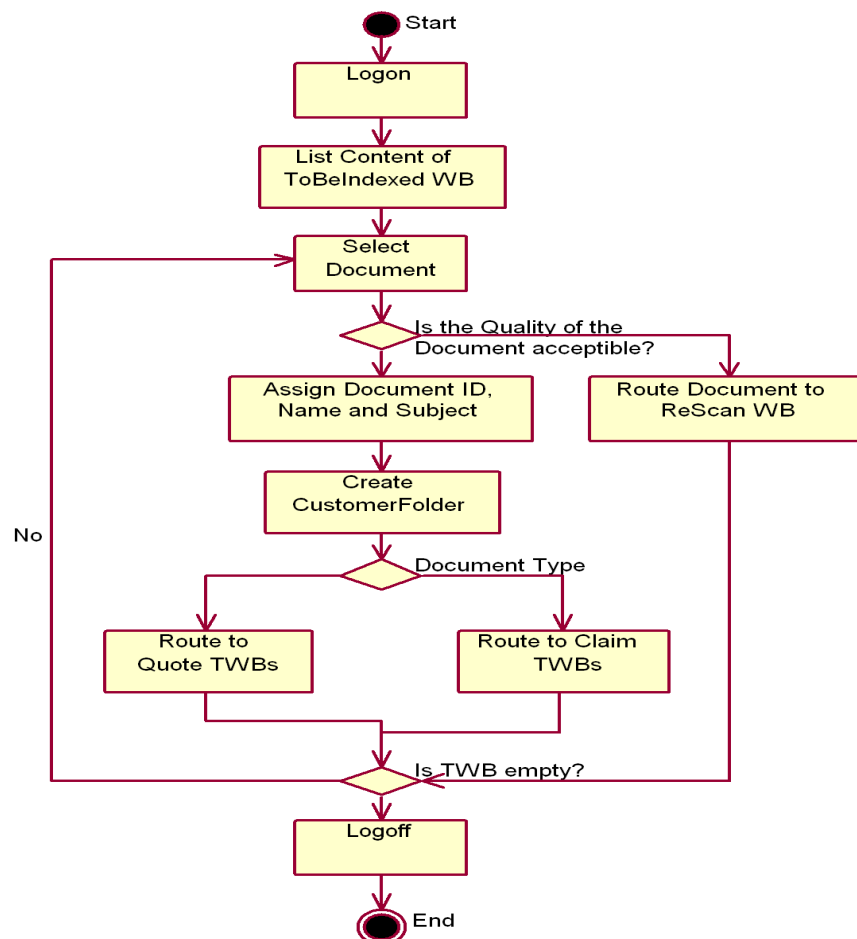 Start
Logon
List Content of
ToBeIndexed WB
Select
Document
Is the Quality of the
Document acceptible?
Assign Document ID,
Name and Subject
Route Document to
ReScan WB
Create
CustomerFolder
No
Document Type
Route to
Quote TWBs
Route to Claim
TWBs
Is TWB empty?
Logoff
End